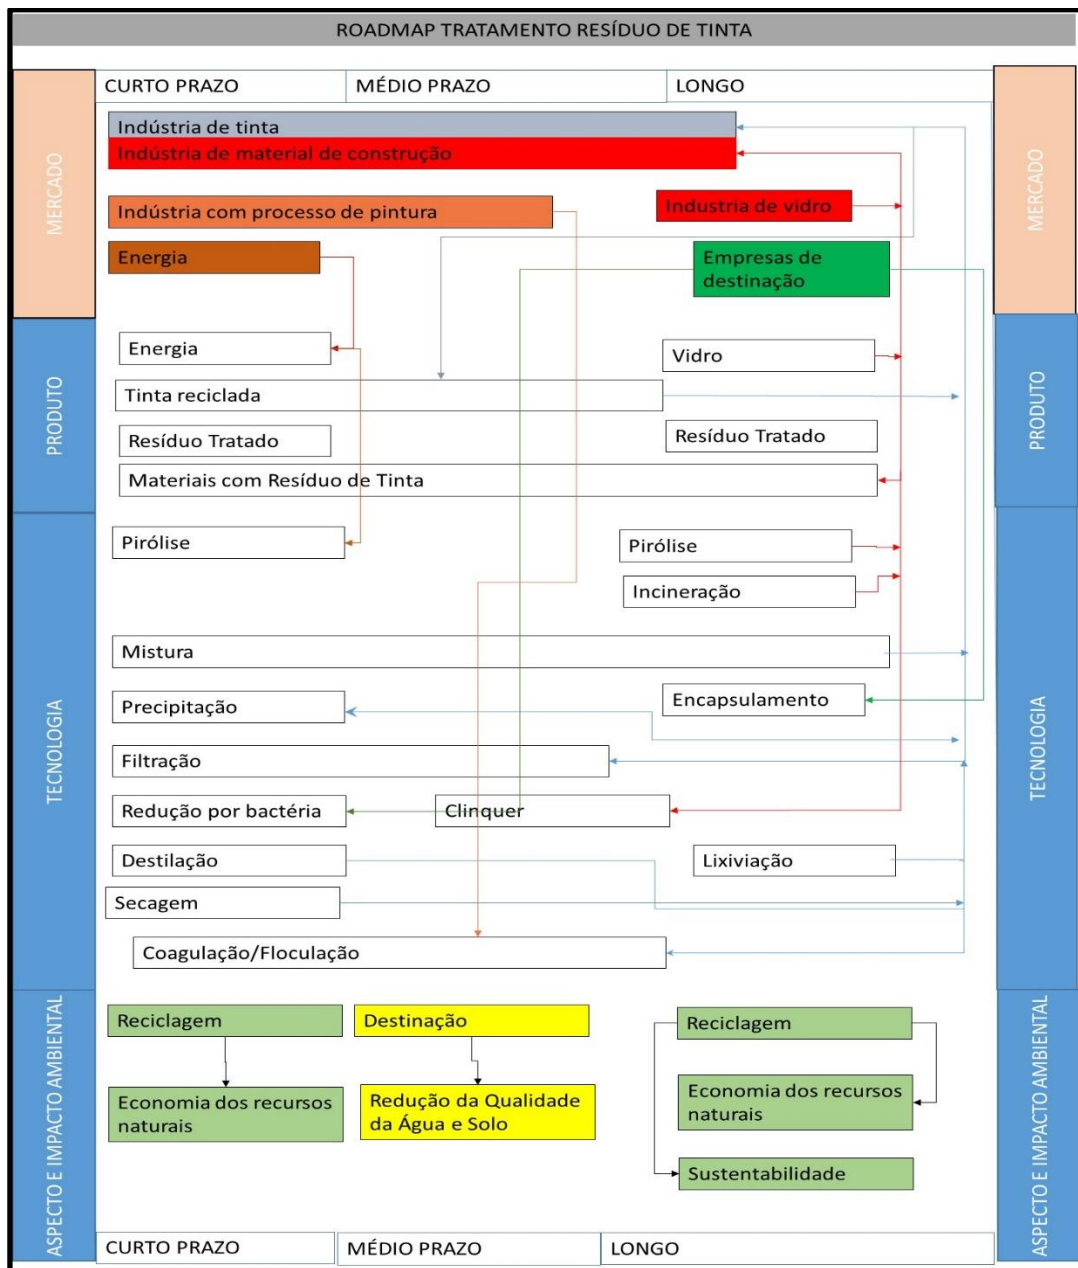 ROADMAP TRATAMENTO RESÍDUO DE TINTA
CURTO PRAZO
MÉDIO PRAZO
LONGO
MERCADO
MERCADO
Indústria de tinta
Indústria de material de construção
Indústria com processo de pintura
Industria de vidro
Energia
Empresas de
destinação
PRODUTO
PRODUTO
Energia
Vidro
Tinta reciclada
Resíduo Tratado
Resíduo Tratado
Materiais com Resíduo de Tinta
TECNOLOGIA
TECNOLOGIA
Pirólise
Pirólise
Incineração
Mistura
Precipitação
Encapsulamento
Filtração
Redução por bactéria
Clinquer
Destilação
Lixiviação
Secagem
Coagulação/Floculação
ASPECTO E IMPACTO AMBIENTAL
ASPECTO E IMPACTO AMBIENTAL
Reciclagem
Destinação
Reciclagem
Economia dos recursos
naturais
Redução da Qualidade
da Água e Solo
Economia dos recursos
naturais
Sustentabilidade
CURTO PRAZO
MÉDIO PRAZO
LONGO